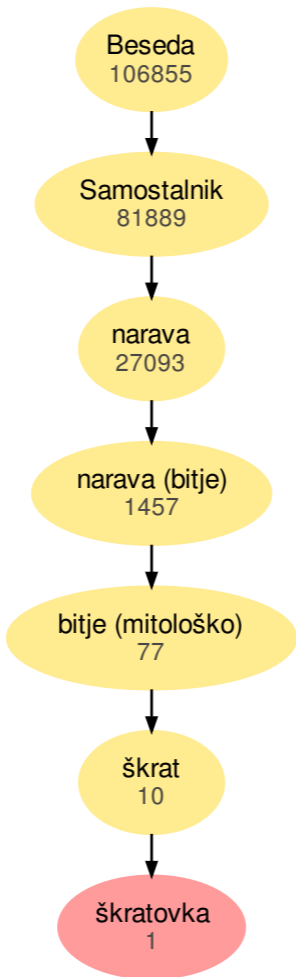 Beseda
106855
Samostalnik
81889
narava
27093
narava (bitje)
1457
bitje (mitološko)
77
škrat
10
škratovka
1